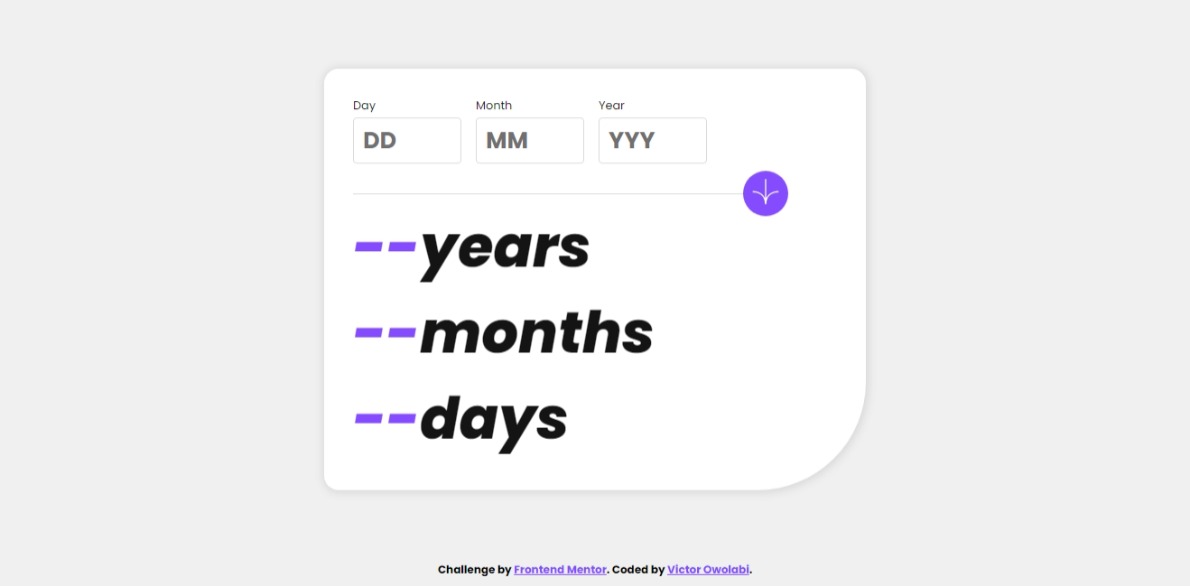 Day Month Year
DD MM YYY
--years
--months
--days
Challenge by Frontend Mentor. Coded by Victor Owolabi.